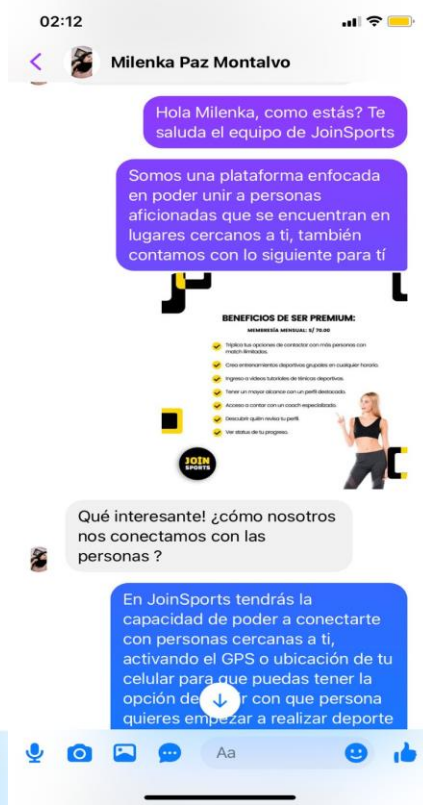 02:12
Milenka Paz Montalvo
Hola Milenka, como estás? Te
saluda el equipo de JoinSports
Somos una plataforma enfocada
en poder unir a personas
aficionadas que se encuentran en
lugares cercanos a ti, también
contamos con lo siguiente para tí
BENEFICIOS DE SER PREMIUM:
MEMBRESÍA MENSUAL: S/ 70.00
Triplica tus opciones de contactar con más personas con
match ilimitados.
Crea entrenamientos deportivos grupales en cualquier horario.
Ingreso a videos tutoriales de técnicas deportivas.
Tener un mayor alcance con un perfil destacado.
Acceso a contar con un coach especializado.
Descubrir quién revisa tu perfil.
Ver status de tu progreso.
JOIN
SPORTS
Qué interesante! ¿cómo nosotros
nos conectamos con las
personas ?
En JoinSports tendrás la
capacidad de poder a conectarte
con personas cercanas a ti,
activando el GPS o ubicación de tu
celular para que puedas tener la
opción de r con que persona
quieres empezar a realizar deporte
Aa